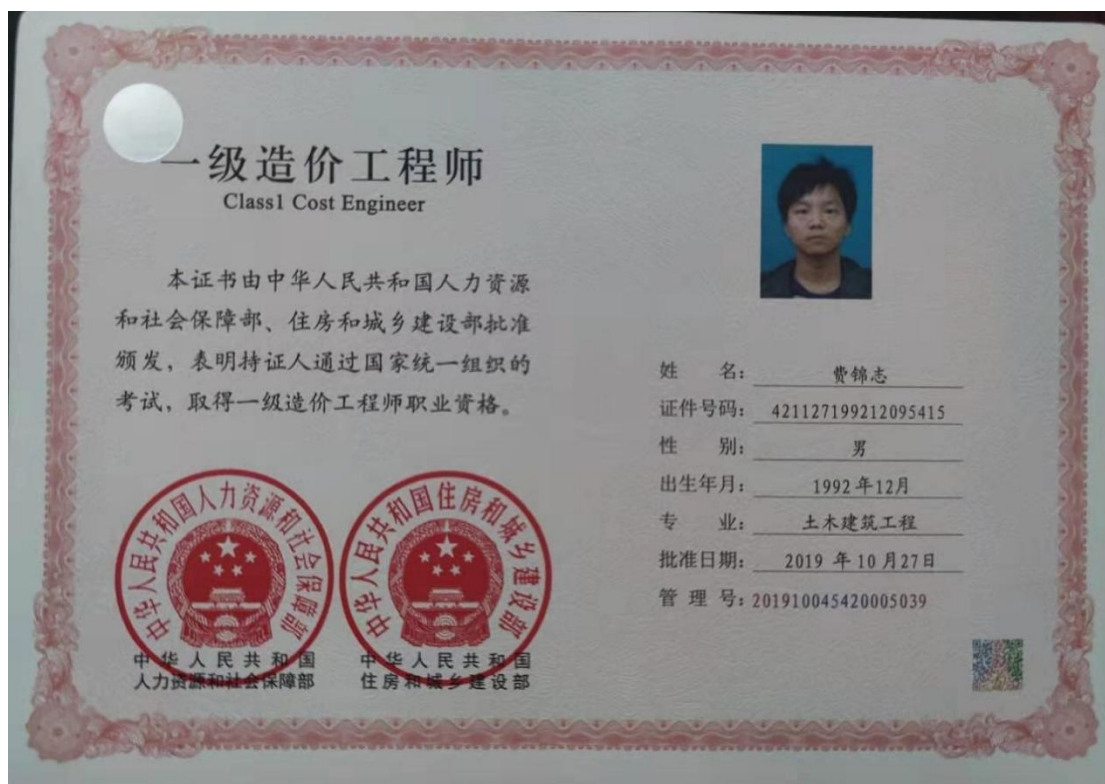 一级造价工程师
Class1 Cost Engineer
本证书由中华人民共和国人力资源
和社会保障部、住房和城乡建设部批准
颁发，表明持证人通过国家统一组织的
考试，取得一级造价工程师职业资格。
中华人民共和国人力资源和社会保障部
中华人民共和国住房和城乡建设部
中华人民共和国
人力资源和社会保障部
中华人民共和国
住房和城乡建设部
姓 名： 费锦志
证件号码： 421127199212095415
性 别： 男
出生年月： 1992年12月
专 业： 土木建筑工程
批准日期： 2019 年 10 月27日
管 理 号：201910045420005039